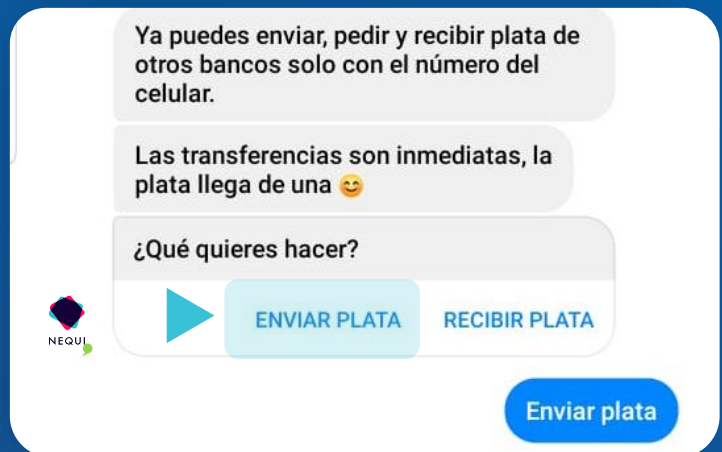 Ya puedes enviar, pedir y recibir plata de
otros bancos solo con el número del
celular.
Las transferencias son inmediatas, la
plata llega de una 😊
¿Qué quieres hacer?
ENVIAR PLATA RECIBIR PLATA
NEQUI
Enviar plata